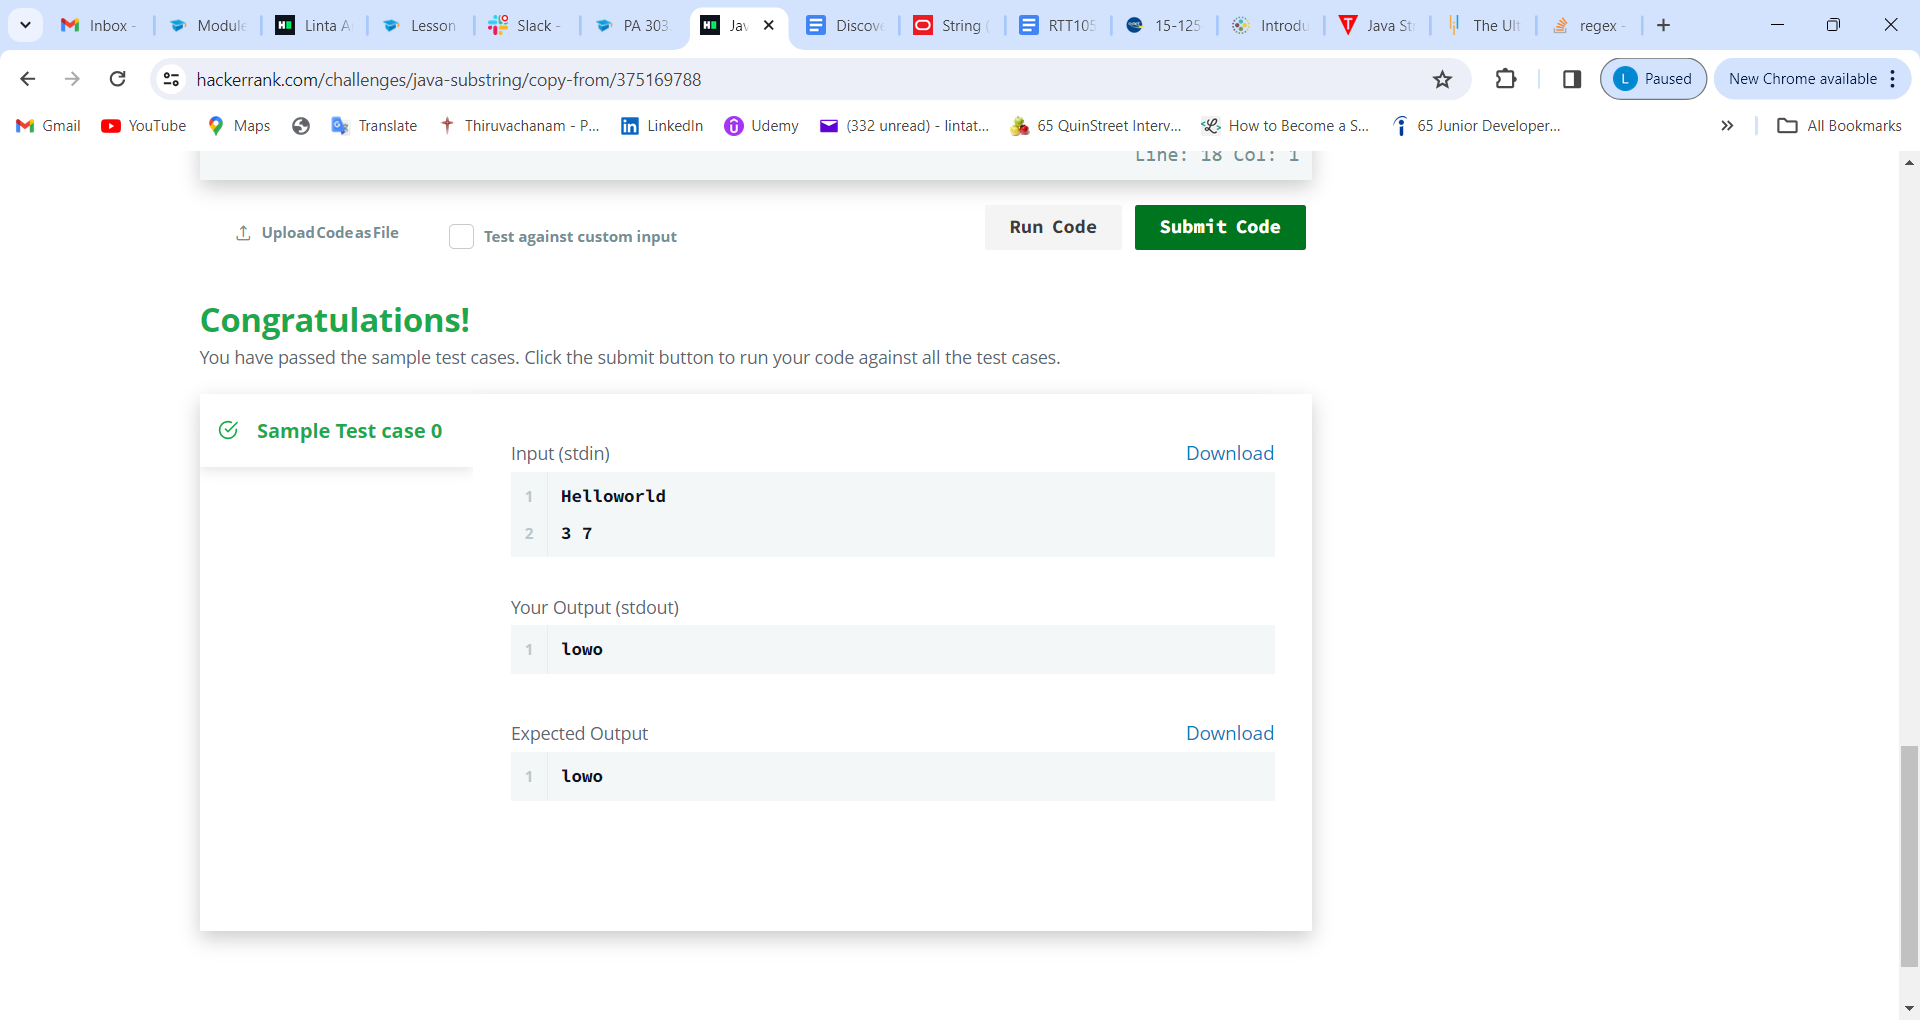 Inbox -
Module
Linta A
Lesson
Slack -
PA 303
Jav
Discov
String (
RTT105
15-125
Introdu
Java St
The Ult
regex -
hackerrank.com/challenges/java-substring/copy-from/375169788
L Paused
New Chrome available
Gmail
YouTube
Maps
Translate
Thiruvachanam - P...
LinkedIn
Udemy
(332 unread) - lintat...
65 QuinStreet Interv...
How to Become a S...
65 Junior Developer...
All Bookmarks
Line: 18 Col: 1
Upload Code as File
Test against custom input
Run Code
Submit Code
Congratulations!
You have passed the sample test cases. Click the submit button to run your code against all the test cases.
Sample Test case 0
Input (stdin)
Download
1 Helloworld
2 3 7
Your Output (stdout)
1 lowo
Expected Output
Download
1 lowo